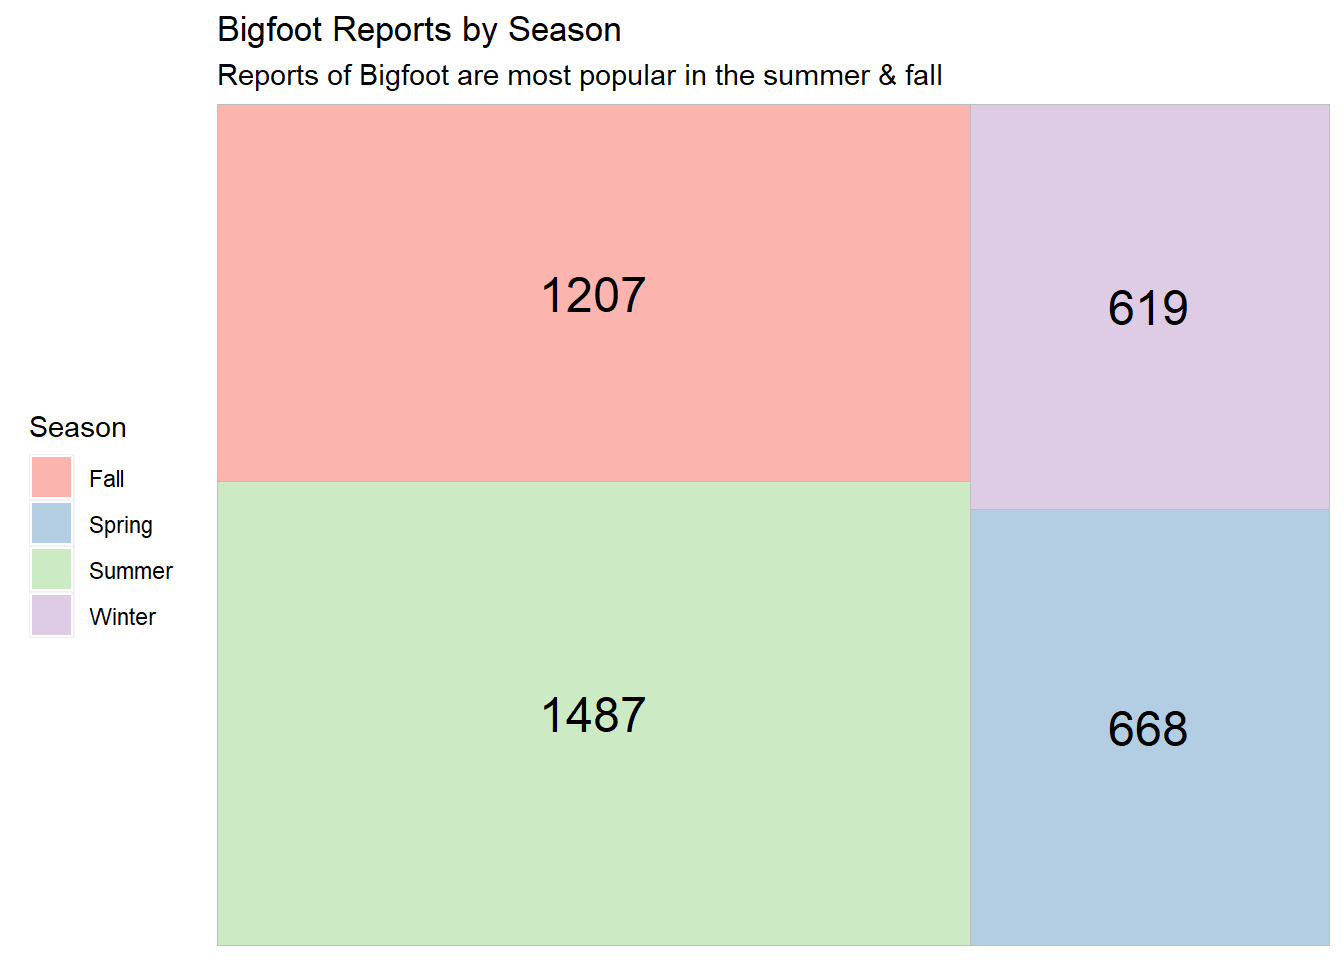 Bigfoot Reports by Season
Reports of Bigfoot are most popular in the summer & fall
1207
619
Season
Fall
Spring
Summer
Winter
1487
668